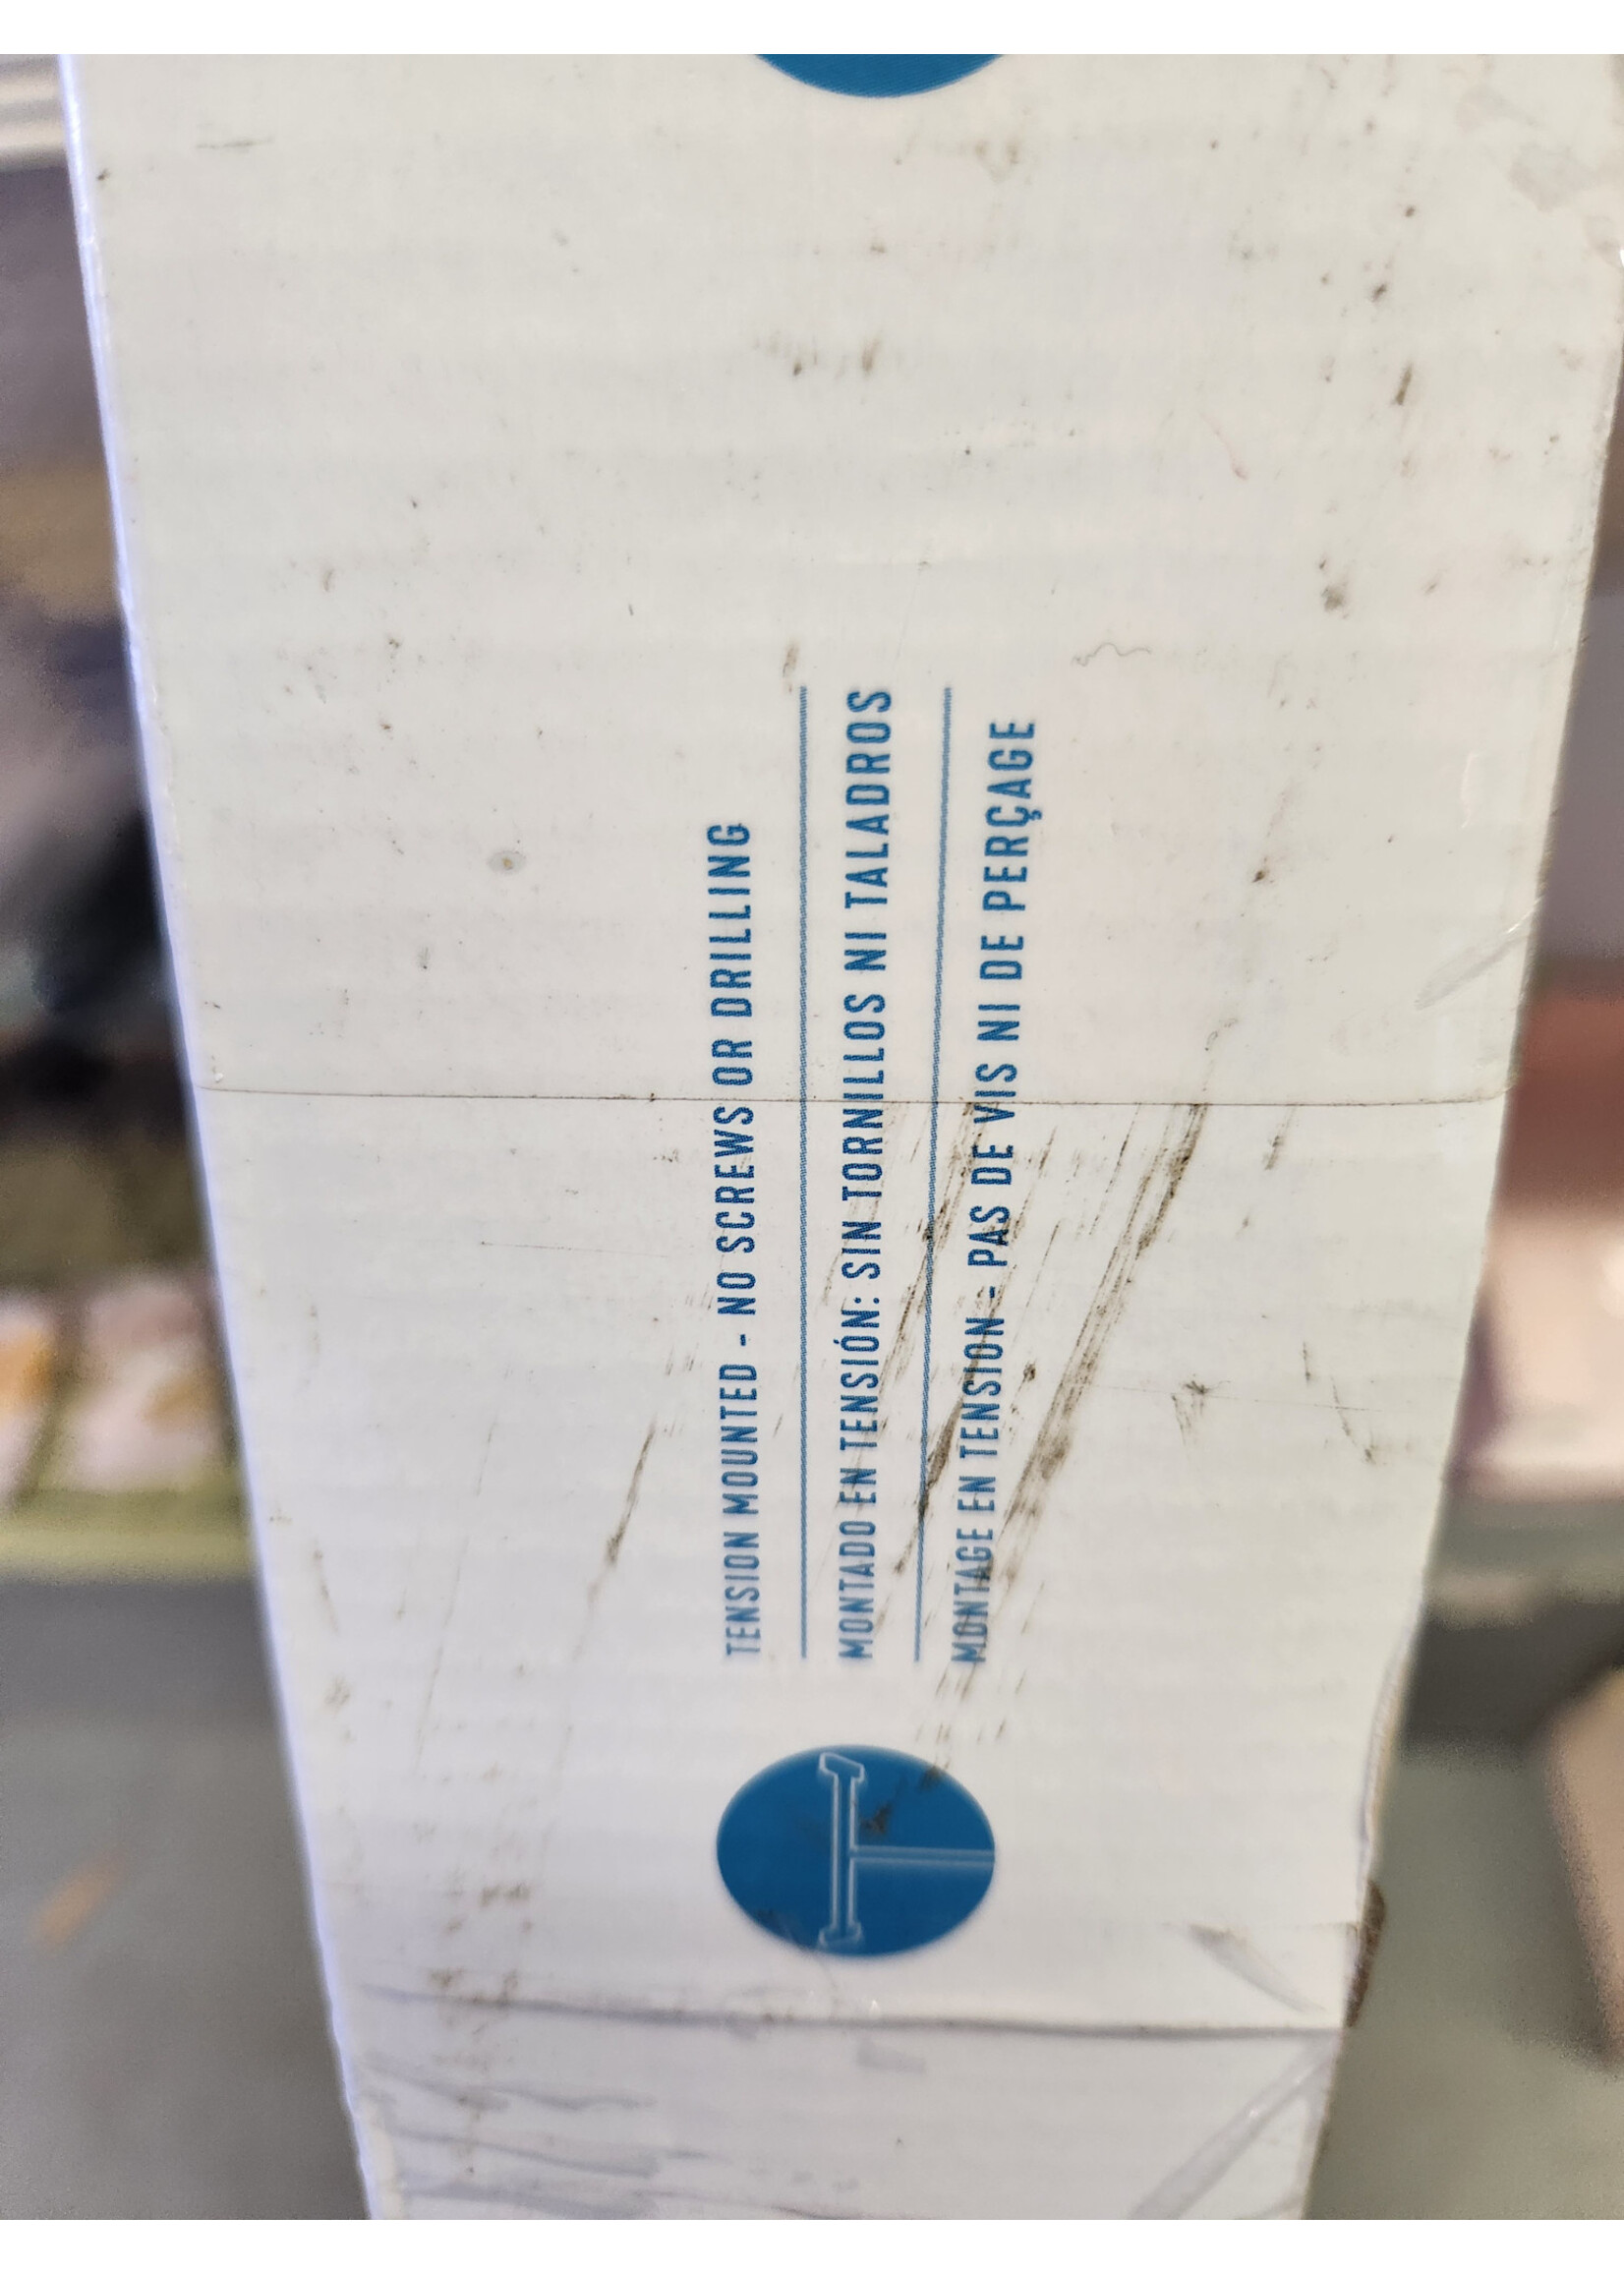 TENSION MOUNTED - NO SCREWS OR DRILLING
MONTADO EN TENSIÓN: SIN TORNILLOS NI TALADROS
MONTAGE EN TENSION - PAS DE VIS NI DE PERÇAGE